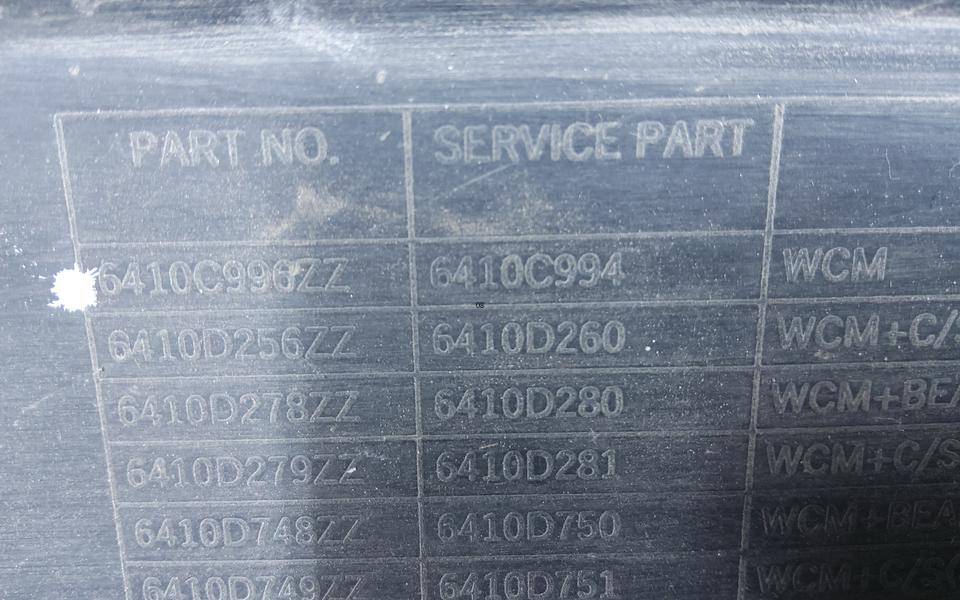 PART NO. SERVICE PART
6410C996ZZ 6410C994 WCM
6410D256ZZ 6410D260 WCM+C/S
6410D278ZZ 6410D280 WCM+BEA
6410D279ZZ 6410D281 WCM+C/S
6410D748ZZ 6410D750 WCM+BEA
6410D749ZZ 6410D751 WCM+C/SO